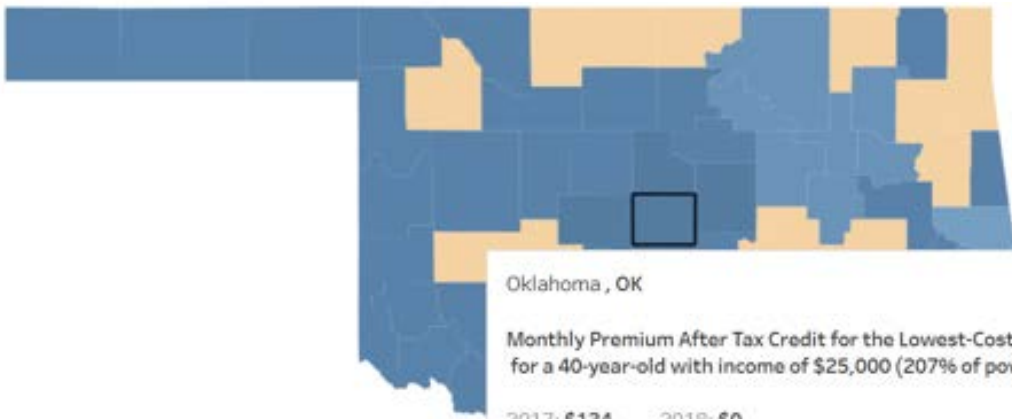 Oklahoma , OK
Monthly Premium After Tax Credit for the Lowest-Cost
for a 40-year-old with income of $25,000 (207% of
2017: $134 2018: $0